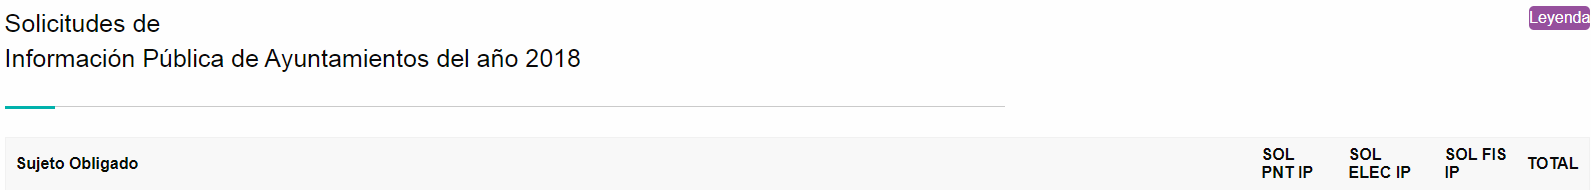 Solicitudes de
Leyenda
Información Pública de Ayuntamientos del año 2018
Sujeto Obligado
SOL
PNT IP
SOL
ELEC IP
SOL FIS
IP
TOTAL